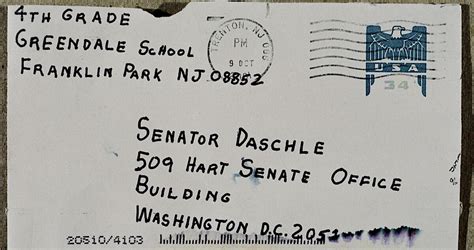 4TH GRADE
GREENDALE SCHOOL
FRANKLIN PARK NJ 08852
TRENTON, NJ
PM
9 OCT
USA
34
SENATOR DASCHLE
509 HART SENATE OFFICE
BUILDING
WASHINGTON D.C. 205
20510/4103